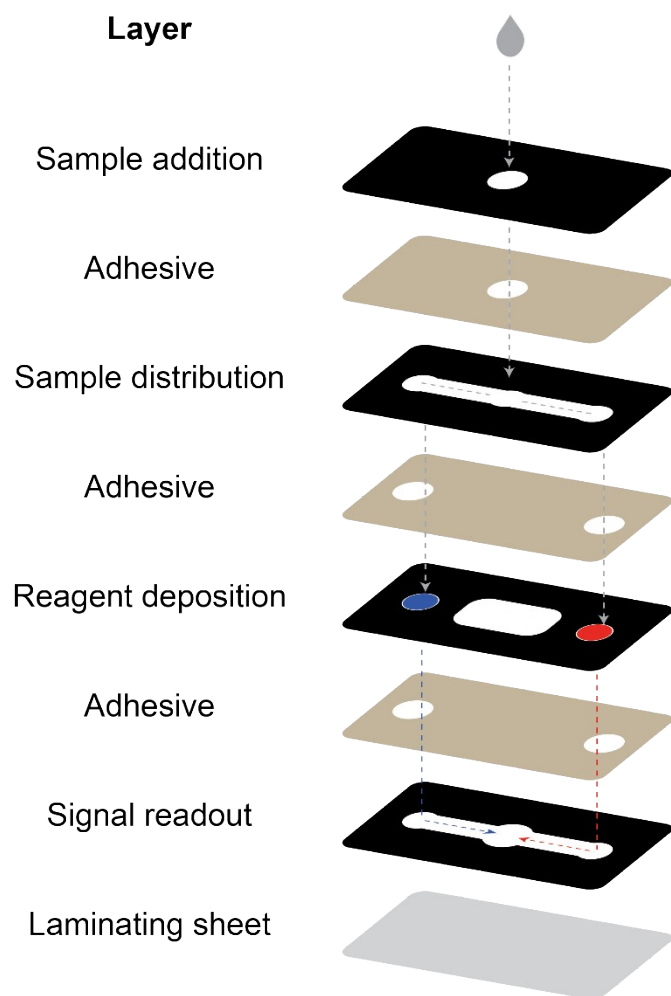 Layer
Sample addition
Adhesive
Sample distribution
Adhesive
Reagent deposition
Adhesive
Signal readout
Laminating sheet